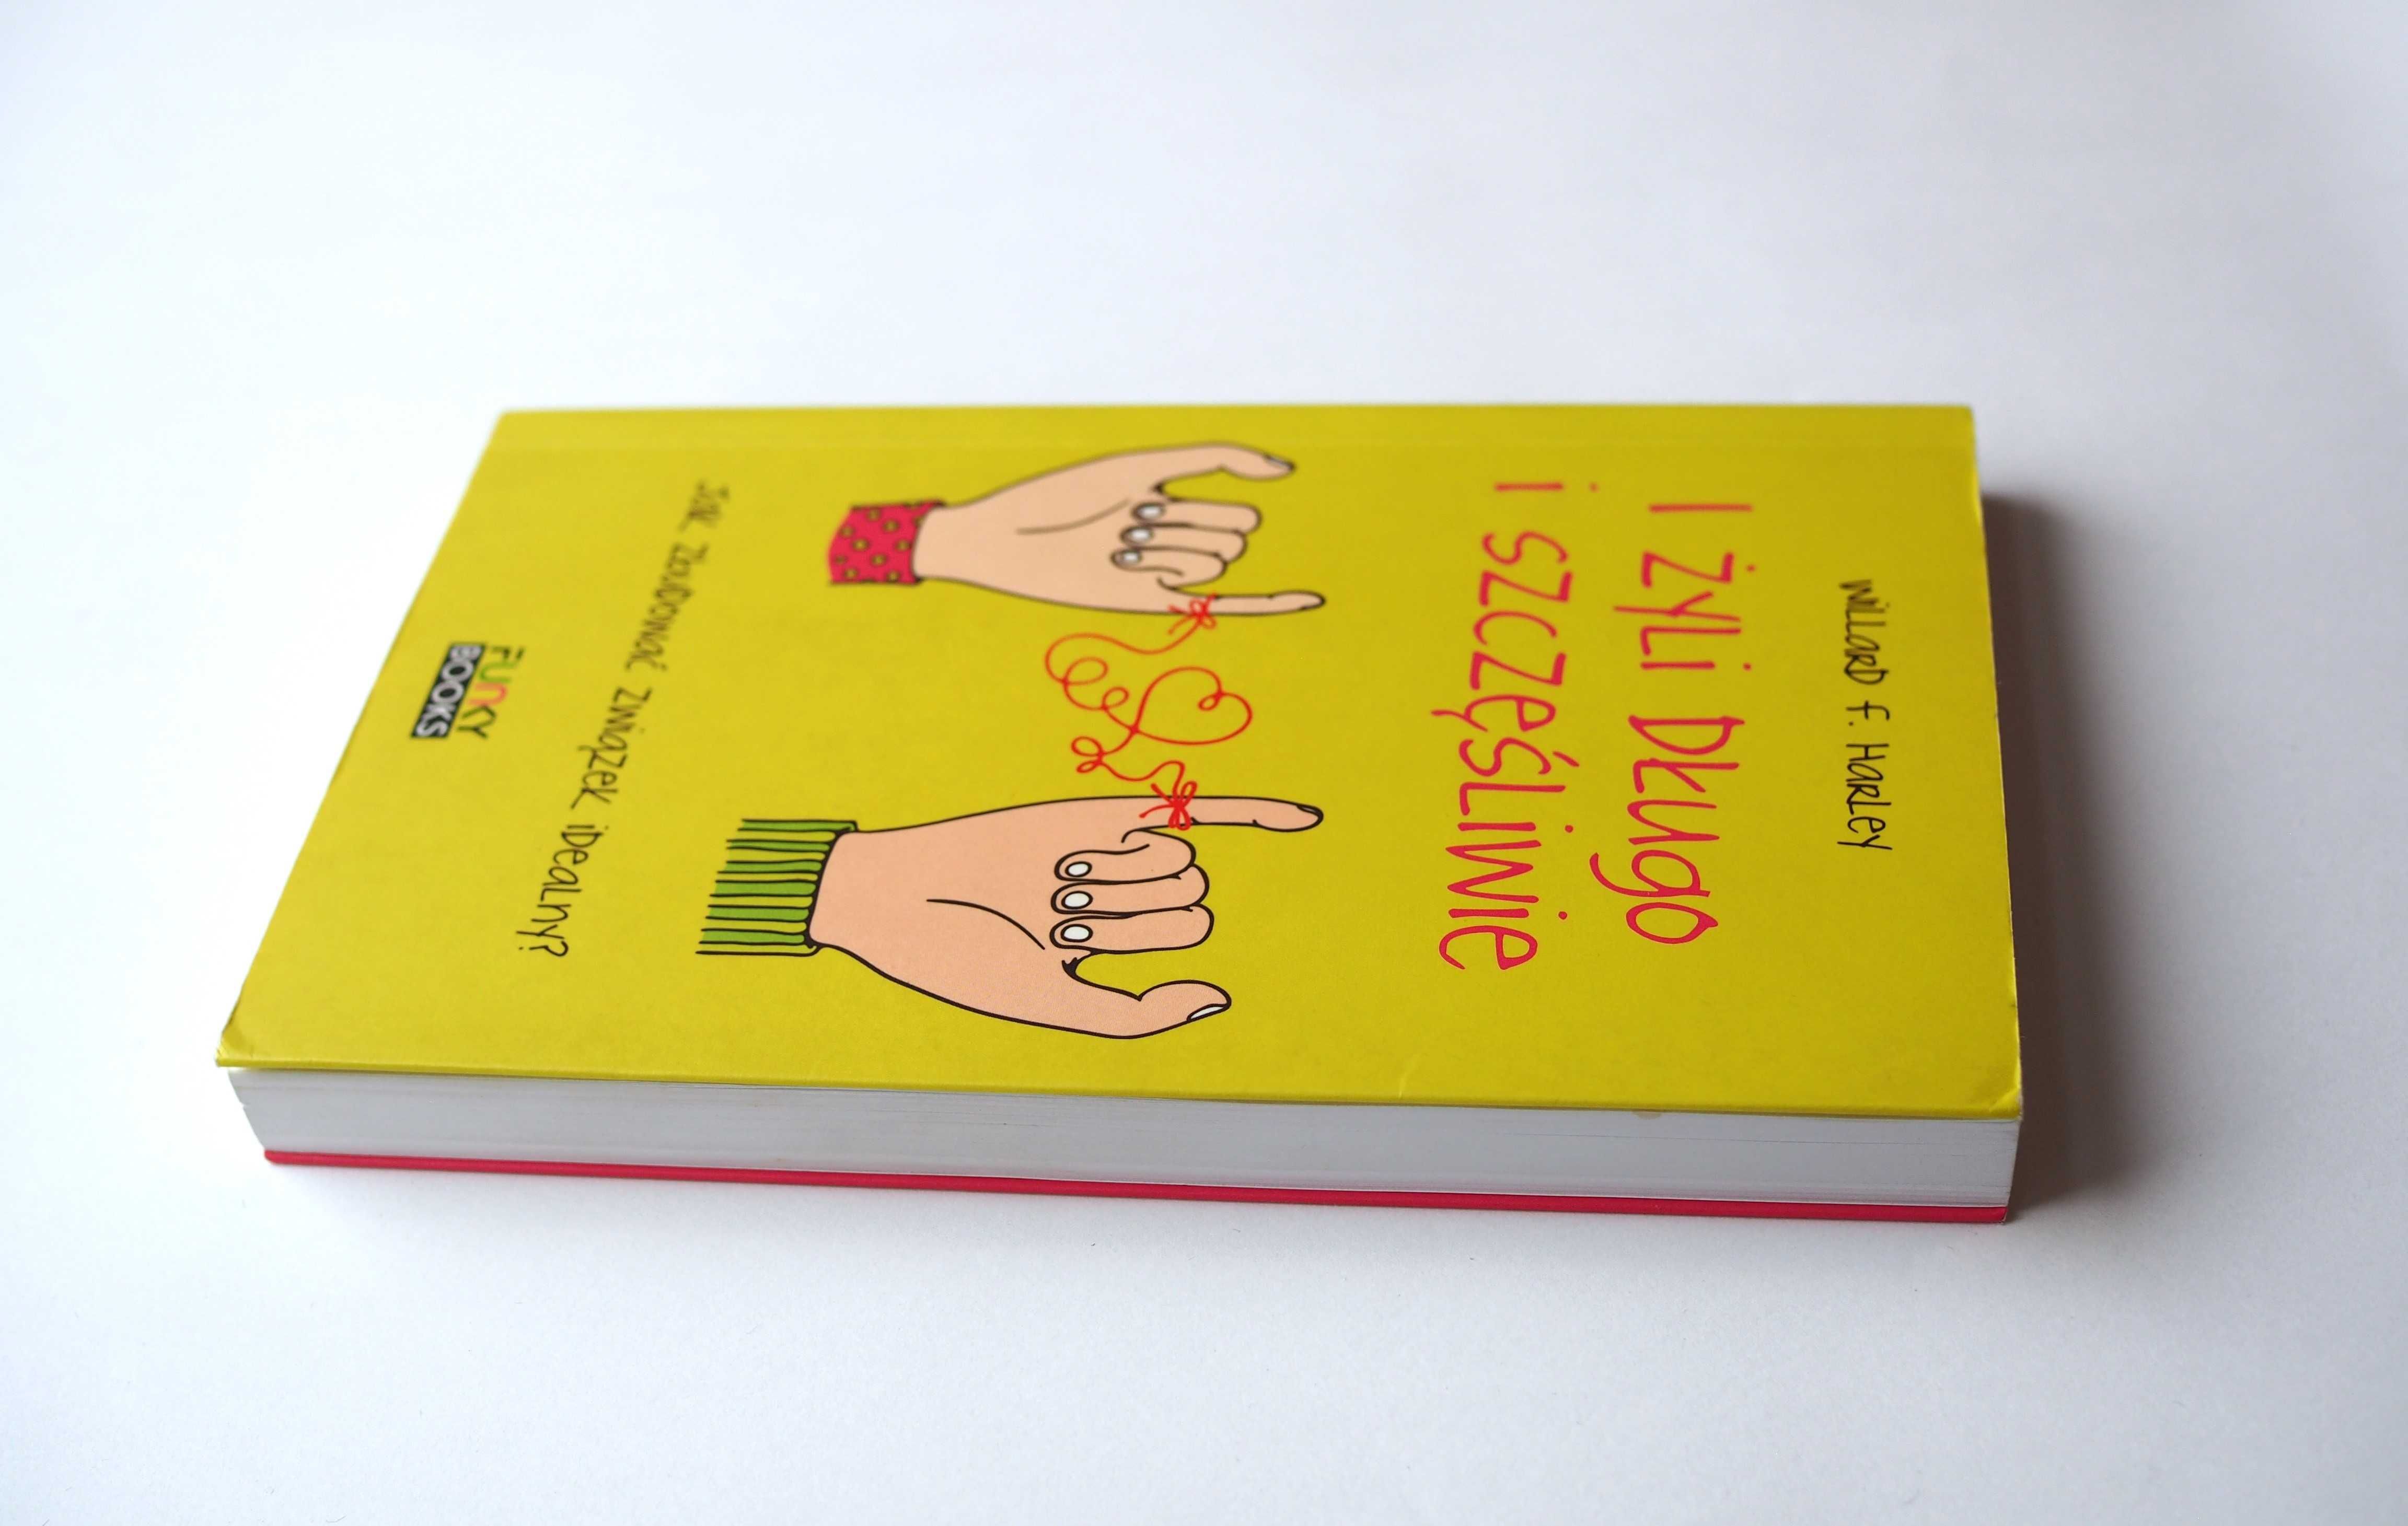 Willard F. Harley
I żyli długo
i szczęśliwie
Jak zbudować związek idealny?
FUNKY
BOOKS